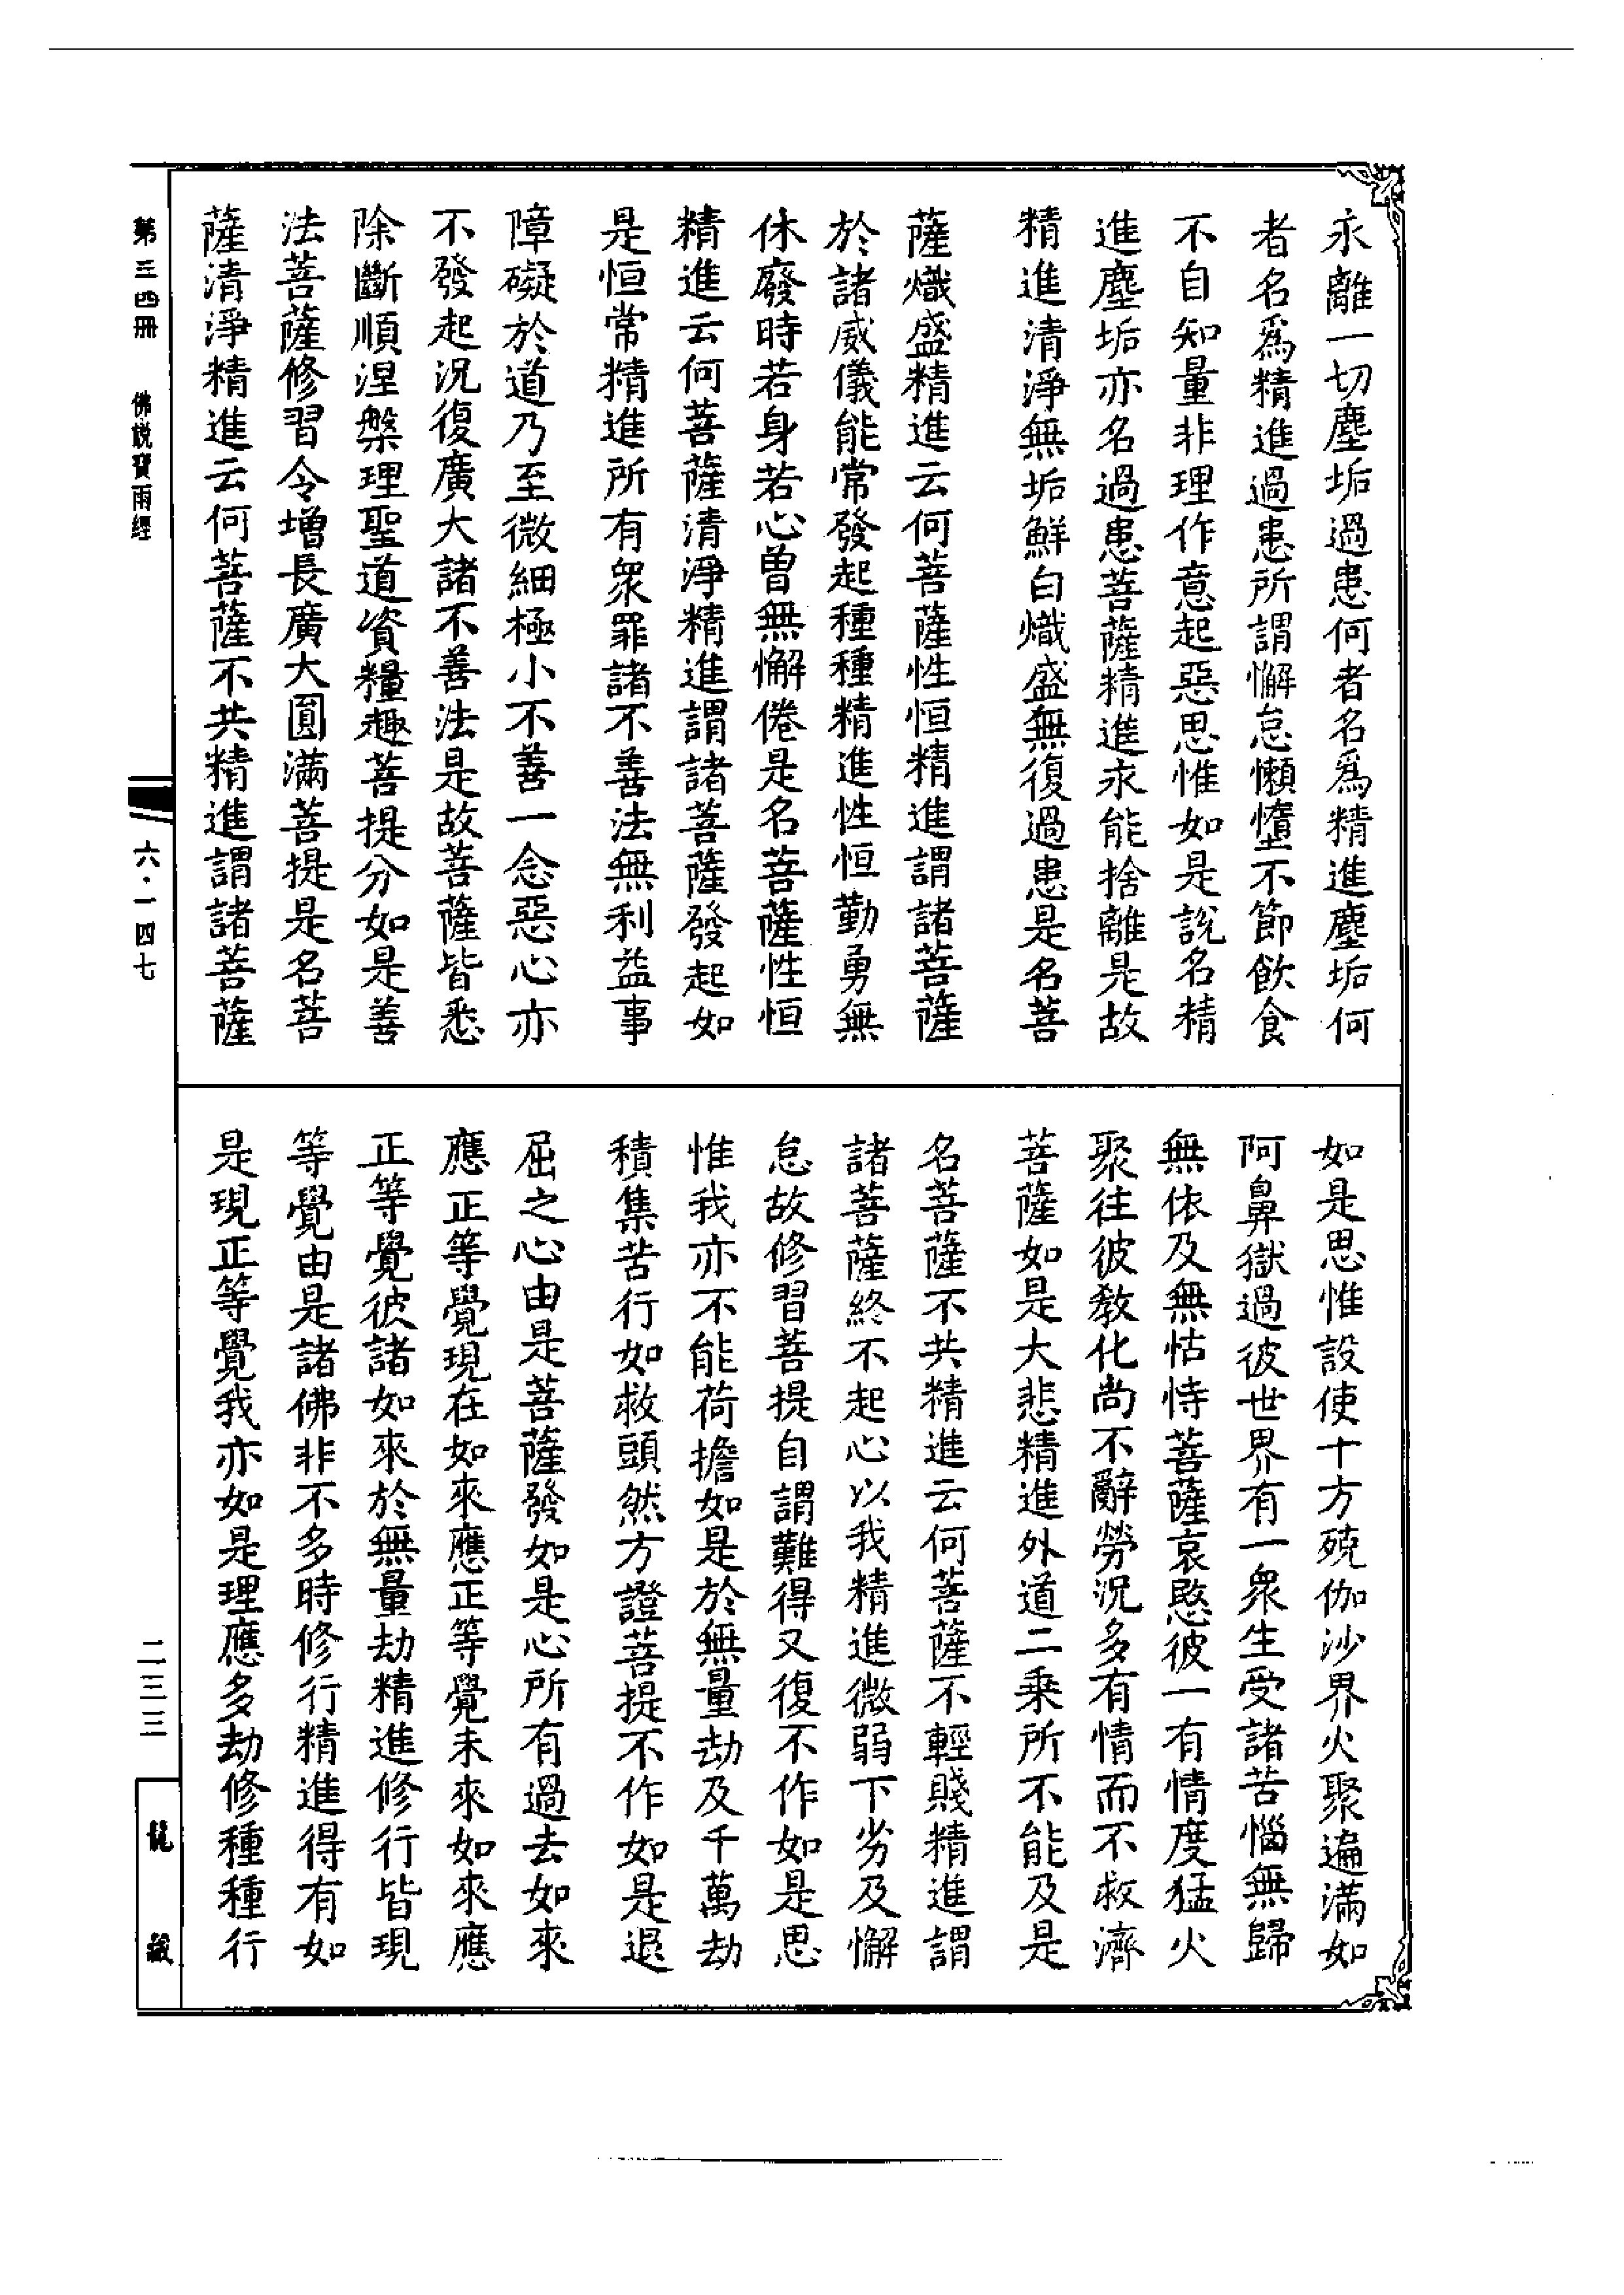 永離一切塵垢過患何者名爲精進塵垢何
者名爲精進過患所謂懈怠懶墮不節飲食
不自知量非理作意起惡思惟如是說名精
進塵垢亦名過患菩薩精進永能捨離是故
精進清淨無垢鮮白熾盛無復過患是名菩
薩熾盛精進云何菩薩性恒精進謂諸菩薩
於諸威儀能常發起種種精進性恒勤勇無
休廢時若身若心曾無懈倦是名菩薩性恒
精進云何菩薩清淨精進謂諸菩薩發起如
是恒常精進所有衆罪諸不善法無利益事
障礙於道乃至微細極小不善一念惡心亦
不發起況復廣大諸不善法是故菩薩皆悉
除斷順涅槃理聖道資糧趣菩提分如是善
法菩薩修習令增長廣大圓滿菩提是名菩
薩清淨精進云何菩薩不共精進謂諸菩薩
如是思惟設使十方殑伽沙界火聚遍滿如
阿鼻獄過彼世界有一衆生受諸苦惱無歸
無依及無怙恃菩薩哀愍彼一有情度猛火
聚往彼教化尚不辭勞況多有情而不救濟
菩薩如是大悲精進外道二乘所不能及是
名菩薩不共精進云何菩薩不輕賤精進謂
諸菩薩終不起心以我精進微弱下劣及懈
怠故修習菩提自謂難得又復不作如是思
惟我亦不能荷擔如是於無量劫及千萬劫
積集苦行如救頭然方證菩提不作如是退
屈之心由是菩薩發如是心所有過去如來
應正等覺現在如來應正等覺未來如來應
正等覺彼諸如來於無量劫精進修行皆現
等覺由是諸佛非不多時修行精進得有如
是現正等覺我亦如是理應多劫修種種行
第三四冊 佛說寶雨經
六·一四七
二三三
龍藏